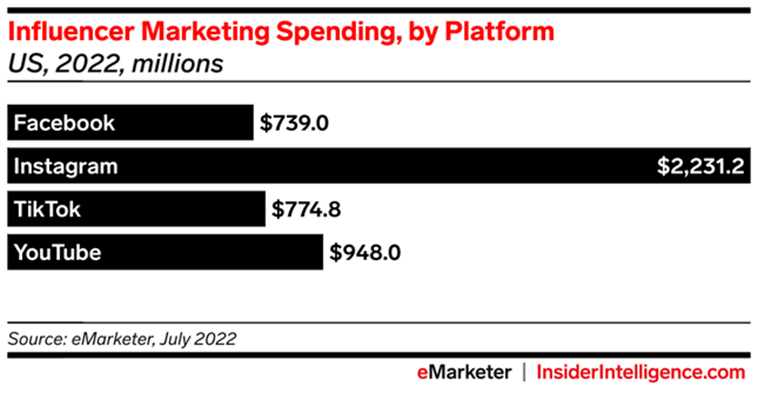 Influencer Marketing Spending, by Platform
US, 2022, millions
Facebook $739.0
Instagram $2,231.2
TikTok $774.8
YouTube $948.0
Source: eMarketer, July 2022
eMarketer | InsiderIntelligence.com